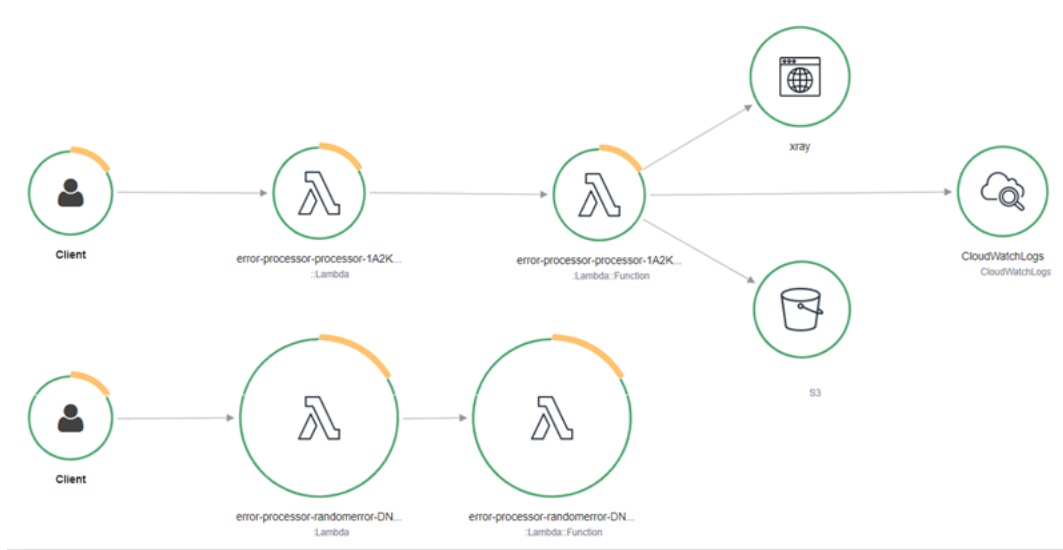 xray
Client
error-processor-processor-1A2K...
::Lambda
error-processor-processor-1A2K...
:Lambda::Function
CloudWatchLogs
CloudWatchLogs
S3
Client
error-processor-randomerror-DN...
:Lambda
error-processor-randomerror-DN...
:Lambda::Function